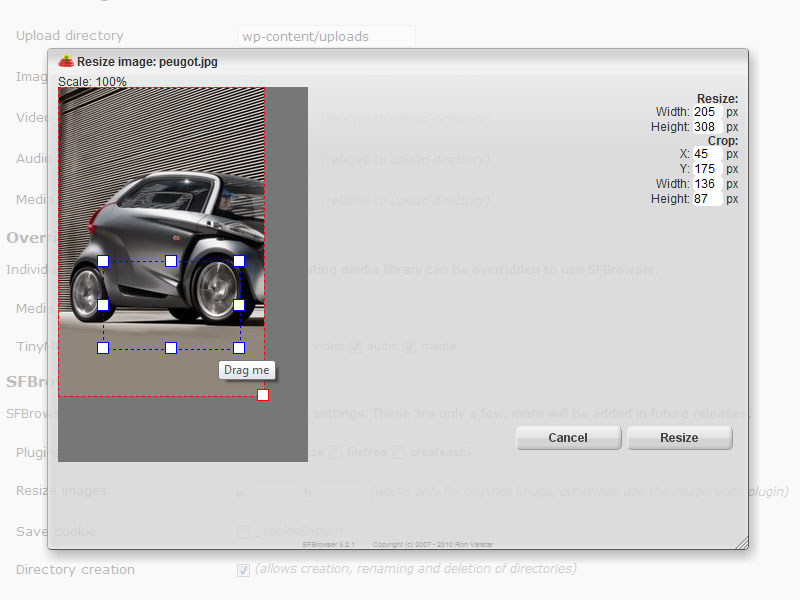 Upload directory wp-content/uploads
Resize image: peugot.jpg
Imag
Scale: 100%
Resize:
Width: 205 px
Video (relative to upload directory)
Height: 308 px
Crop:
Audio (relative to upload directory)
X: 45 px
Y: 175 px
Width: 136 px
Media (relative to upload directory)
Height: 87 px
Overri
Individu sting media library can be overridden to use SFBrowser.
Media
TinyM video audio media
Drag me
SFBro
SFBrows settings. These are only a few, more will be added in future releases.
Cancel Resize
Plugins ze filetree createascii
Resize images w h (works only for tinymce image, otherwise use the imageresize plugin)
Save cookie _cookieExplain
SFBrowser 3.2.1 Copyright (c) 2007 - 2010 Ron Valstar
Directory creation (allows creation, renaming and deletion of directories)